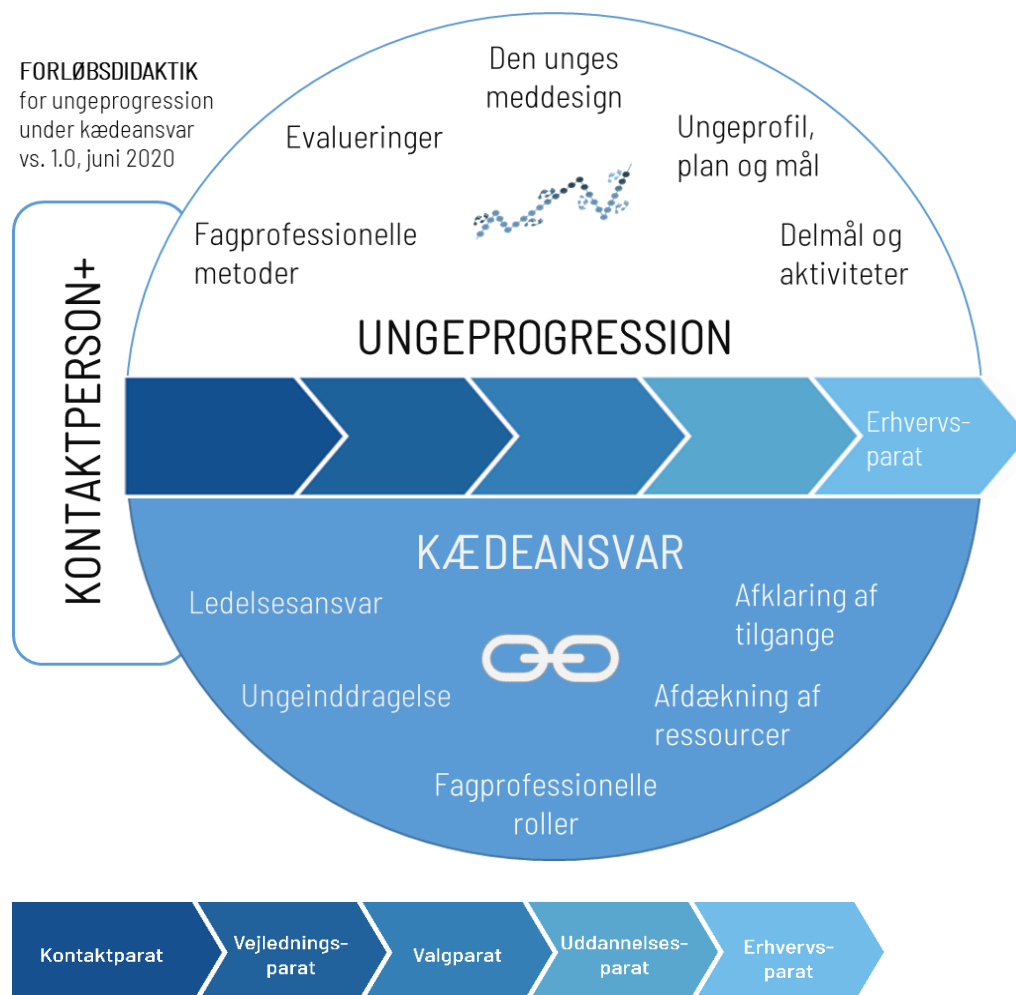 FORLØBSDIDAKTIK
for ungeprogression
under kædeansvar
vs. 1.0, juni 2020
KONTAKTPERSON+
Den unges
meddesign
Evalueringer
Ungeprofil,
plan og mål
Fagprofessionelle
metoder
Delmål og
aktiviteter
UNGEPROGRESSION
Erhvervs-
parat
KÆDEANSVAR
Ledelsesansvar
Afklaring af
tilgange
Ungeinddragelse
Afdækning af
ressourcer
Fagprofessionelle
roller
Kontaktparat
Vejlednings-
parat
Valgparat
Uddannelses-
parat
Erhvervs-
parat